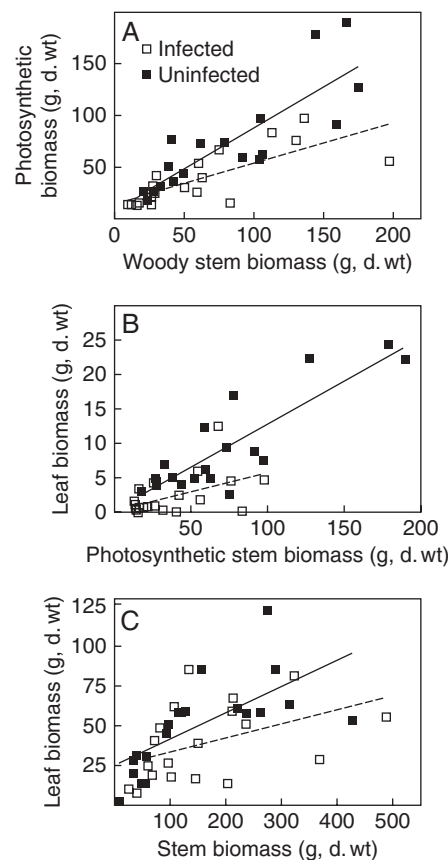 A
Infected
Uninfected
Photosynthetic
biomass (g, d. wt)
150
100
50
0 50 100 150 200
Woody stem biomass (g, d. wt)
B
Leaf biomass (g, d. wt)
25
20
15
10
5
0
0 50 100 150 200
Photosynthetic stem biomass (g, d. wt)
C
Leaf biomass (g, d. wt)
125
75
50
25
100 200 300 400 500
Stem biomass (g, d. wt)